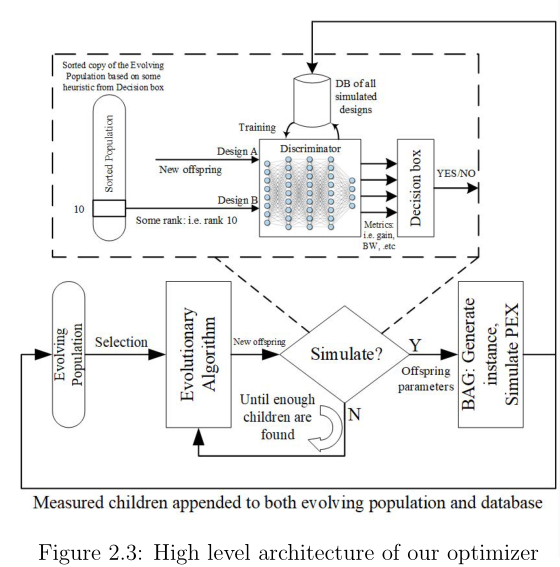 Sorted copy of the Evolving
Population based on some
heuristic from Decision box
Sorted Population
10
DB of all
simulated
designs
Training
Design A
New offspring
Discriminator
Design B
Some rank: i.e. rank 10
Metrics:
i.e. gain,
BW, .etc
Decision box
YES/NO
Evolving
Population
Selection
Evolutionary
Algorithm
New offspring
Simulate?
Y
Offspring
parameters
N
Until enough
children are
found
BAG: Generate
instance,
Simulate PEX
Measured children appended to both evolving population and database
Figure 2.3: High level architecture of our optimizer